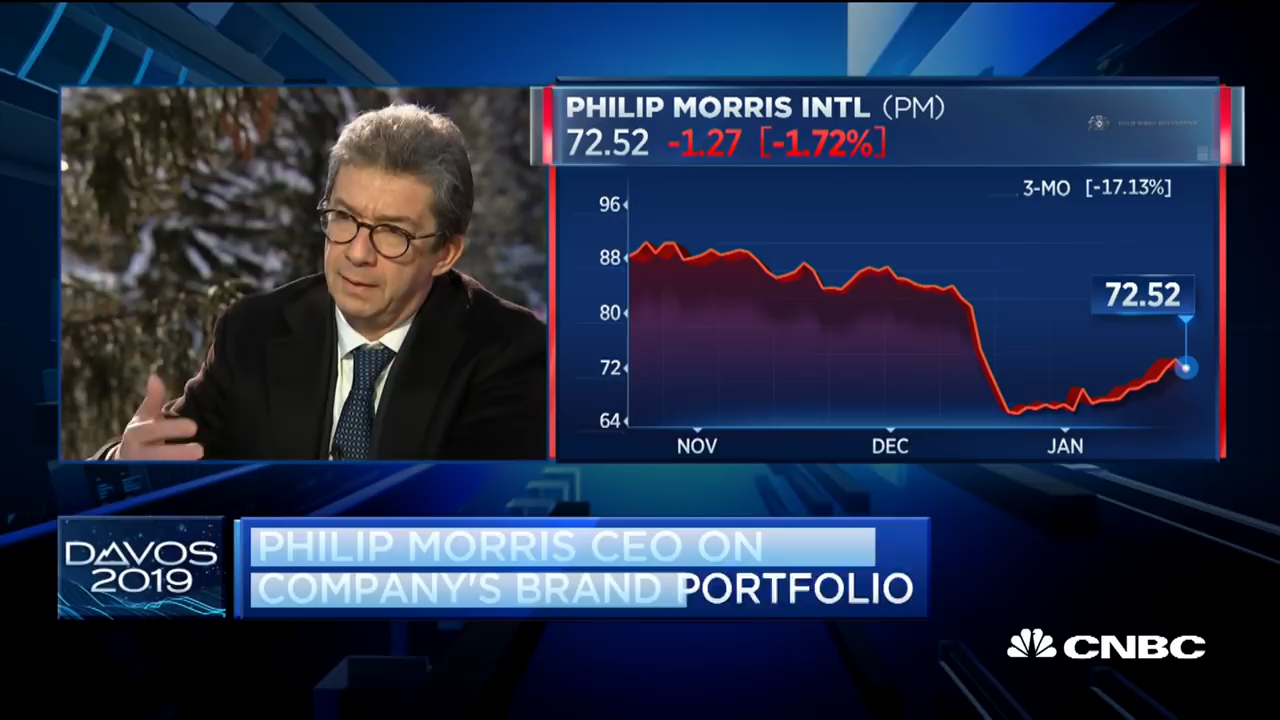 PHILIP MORRIS INTL (PM)
72.52 -1.27 [-1.72%]
3-MO [-17.13%]
96
88
80
72
64
72.52
NOV DEC JAN
DAVOS
2019
PHILIP MORRIS CEO ON
COMPANY'S BRAND PORTFOLIO
CNBC